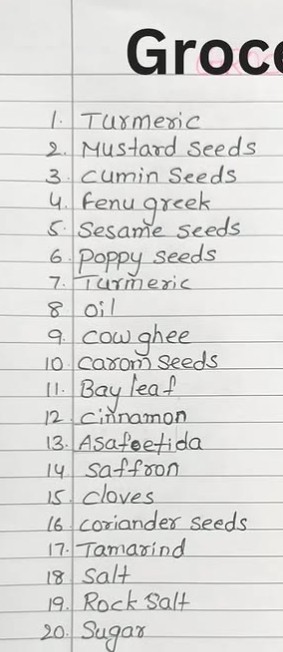 Groce
1. Turmeric
2. Mustard seeds
3. cumin seeds
4. fenugreek
5. Sesame seeds
6. poppy seeds
7. Turmeric
8 oil
9. cow ghee
10. carom seeds
11. Bay leaf
12. cinnamon
13. Asafoetida
14 saffron
15. cloves
16. coriander seeds
17. Tamarind
18. Salt
19. Rock Salt
20. Sugar